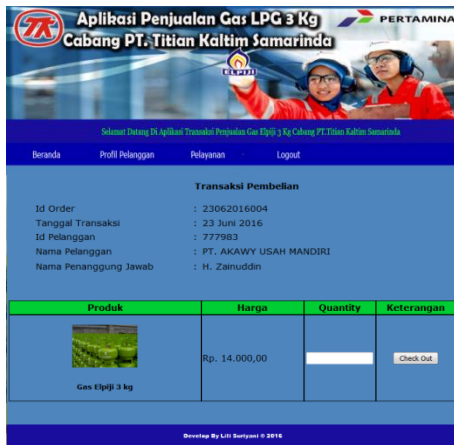 TK
Aplikasi Penjualan Gas LPG 3 Kg
Cabang PT. Titian Kaltim Samarinda
PERTAMINA
ELPIJI
Selamat Datang Di Aplikasi Transaksi Penjualan Gas Elpiji 3 Kg Cabang PT.Titian Kaltim Samarinda
Beranda Profil Pelanggan Pelayanan Logout
Transaksi Pembelian
Id Order : 23062016004
Tanggal Transaksi : 23 Juni 2016
Id Pelanggan : 777983
Nama Pelanggan : PT. AKAWY USAH MANDIRI
Nama Penanggung Jawab : H. Zainuddin
Produk Harga Quantity Keterangan
Rp. 14.000,00 Check Out
Gas Elpiji 3 kg
Develop By Lili Suriyani © 2016